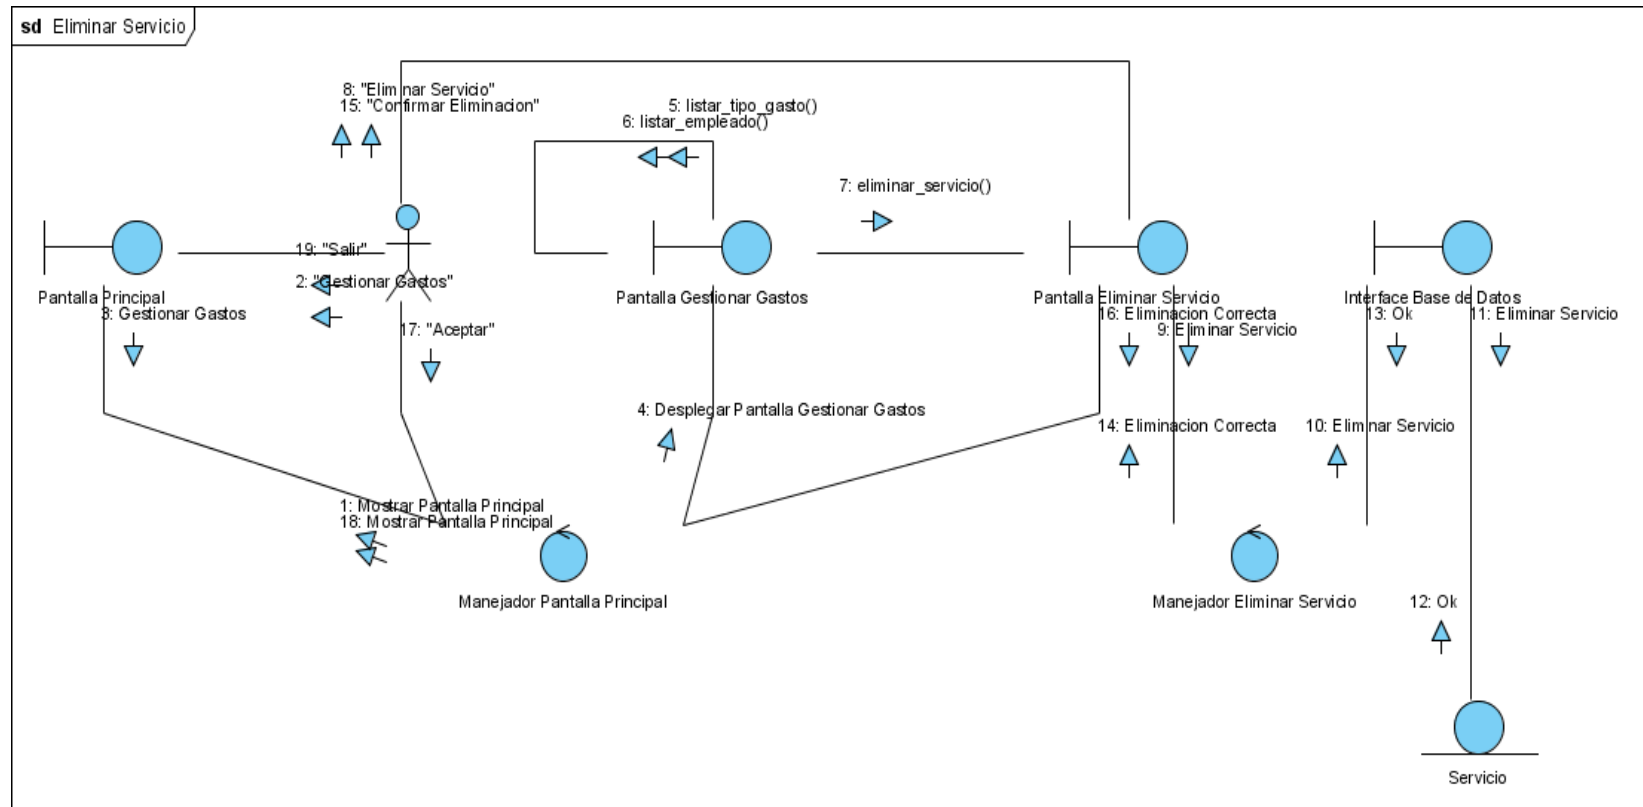 sd Eliminar Servicio
8: "Eliminar Servicio"
15: "Confirmar Eliminacion"
5: listar_tipo_gasto()
6: listar_empleado()
7: eliminar_servicio()
19: "Salir"
2: "Gestionar Gastos"
Pantalla Principal
Pantalla Gestionar Gastos
Pantalla Eliminar Servicio
Interface Base de Datos
3: Gestionar Gastos
16: Eliminacion Correcta
13: Ok
11: Eliminar Servicio
17: "Aceptar"
9: Eliminar Servicio
4: Desplegar Pantalla Gestionar Gastos
14: Eliminacion Correcta
10: Eliminar Servicio
1: Mostrar Pantalla Principal
18: Mostrar Pantalla Principal
Manejador Pantalla Principal
Manejador Eliminar Servicio
12: Ok
Servicio